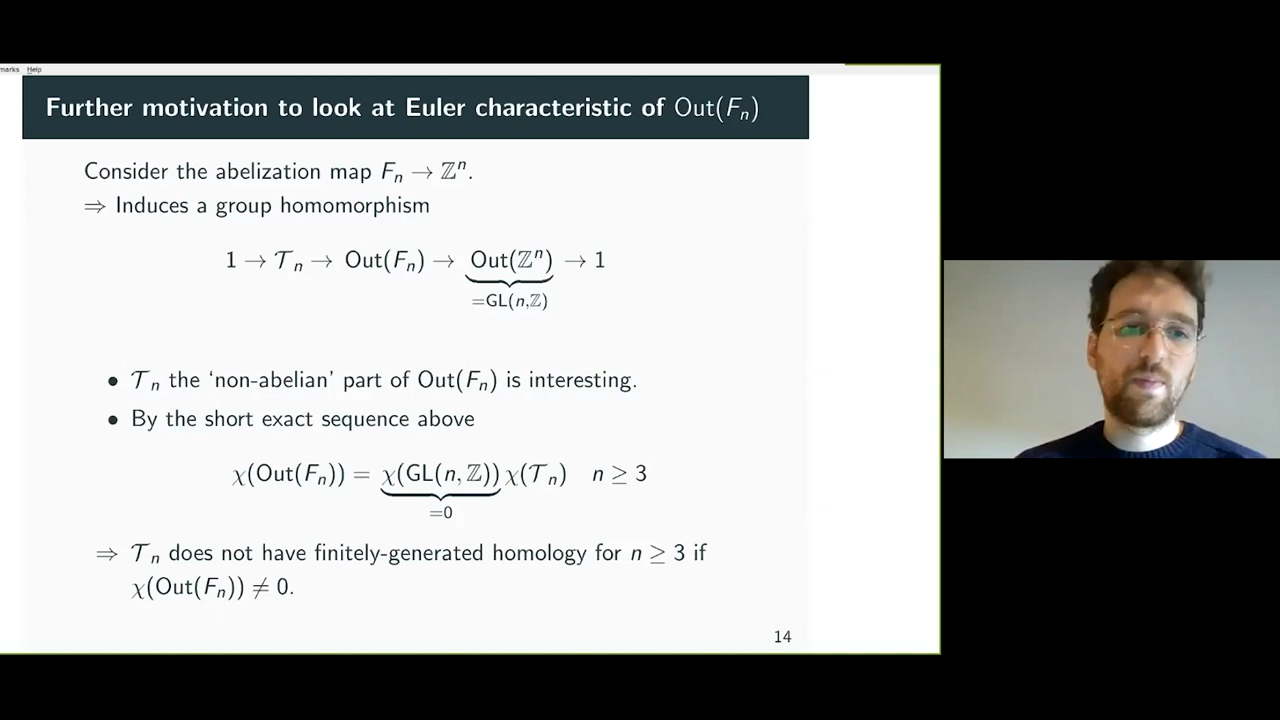 marks Help
Further motivation to look at Euler characteristic of Out(Fₙ)
Consider the abelization map Fₙ → ℤⁿ.
⇒ Induces a group homomorphism
1 → 𝒯ₙ → Out(Fₙ) → Out(ℤⁿ) → 1
=GL(n,ℤ)
• 𝒯ₙ the ‘non-abelian’ part of Out(Fₙ) is interesting.
• By the short exact sequence above
χ(Out(Fₙ)) = χ(GL(n, ℤ)) χ(𝒯ₙ) n ≥ 3
=0
⇒ 𝒯ₙ does not have finitely-generated homology for n ≥ 3 if
χ(Out(Fₙ)) ≠ 0.
14